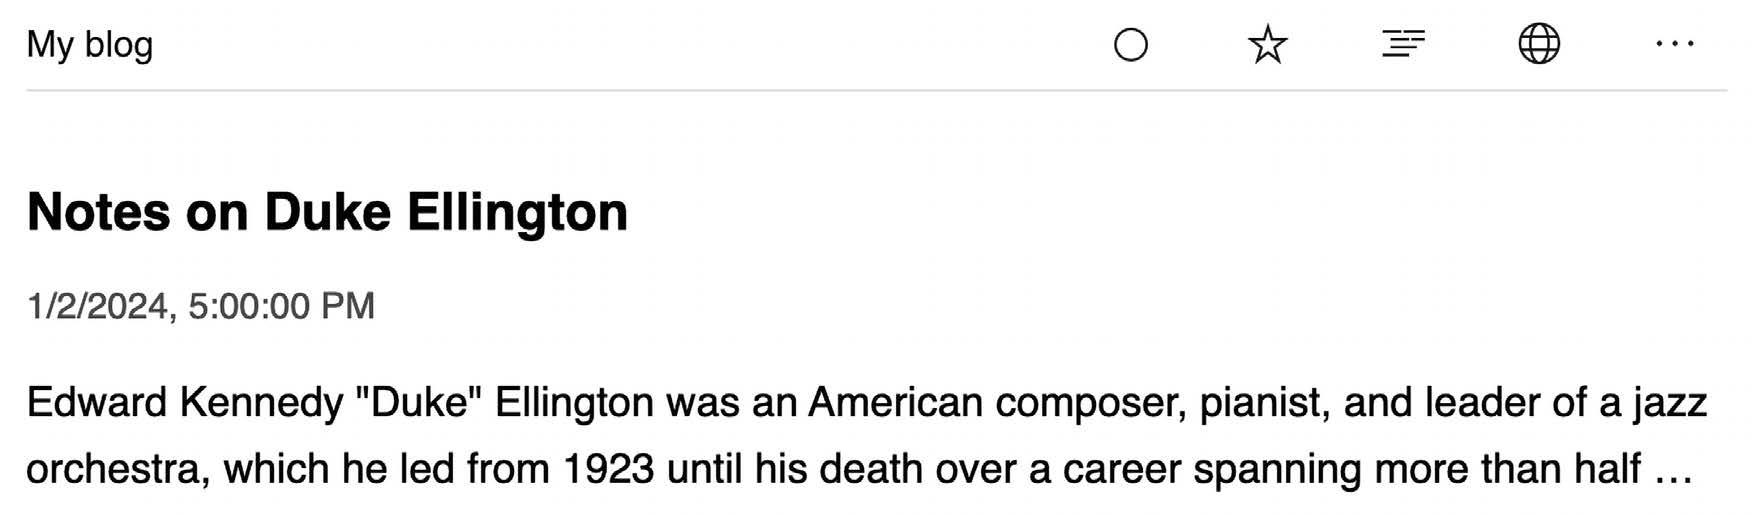 My blog
Notes on Duke Ellington
1/2/2024, 5:00:00 PM
Edward Kennedy "Duke" Ellington was an American composer, pianist, and leader of a jazz
orchestra, which he led from 1923 until his death over a career spanning more than half ...